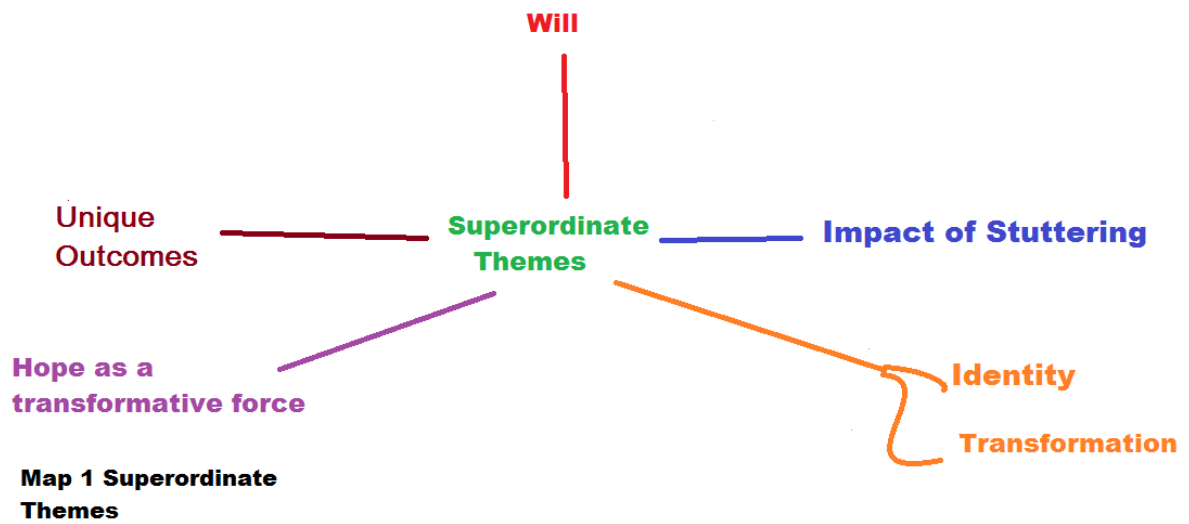 Will
Unique
Outcomes
Superordinate
Themes
Impact of Stuttering
Hope as a
transformative force
Identity
Transformation
Map 1 Superordinate
Themes